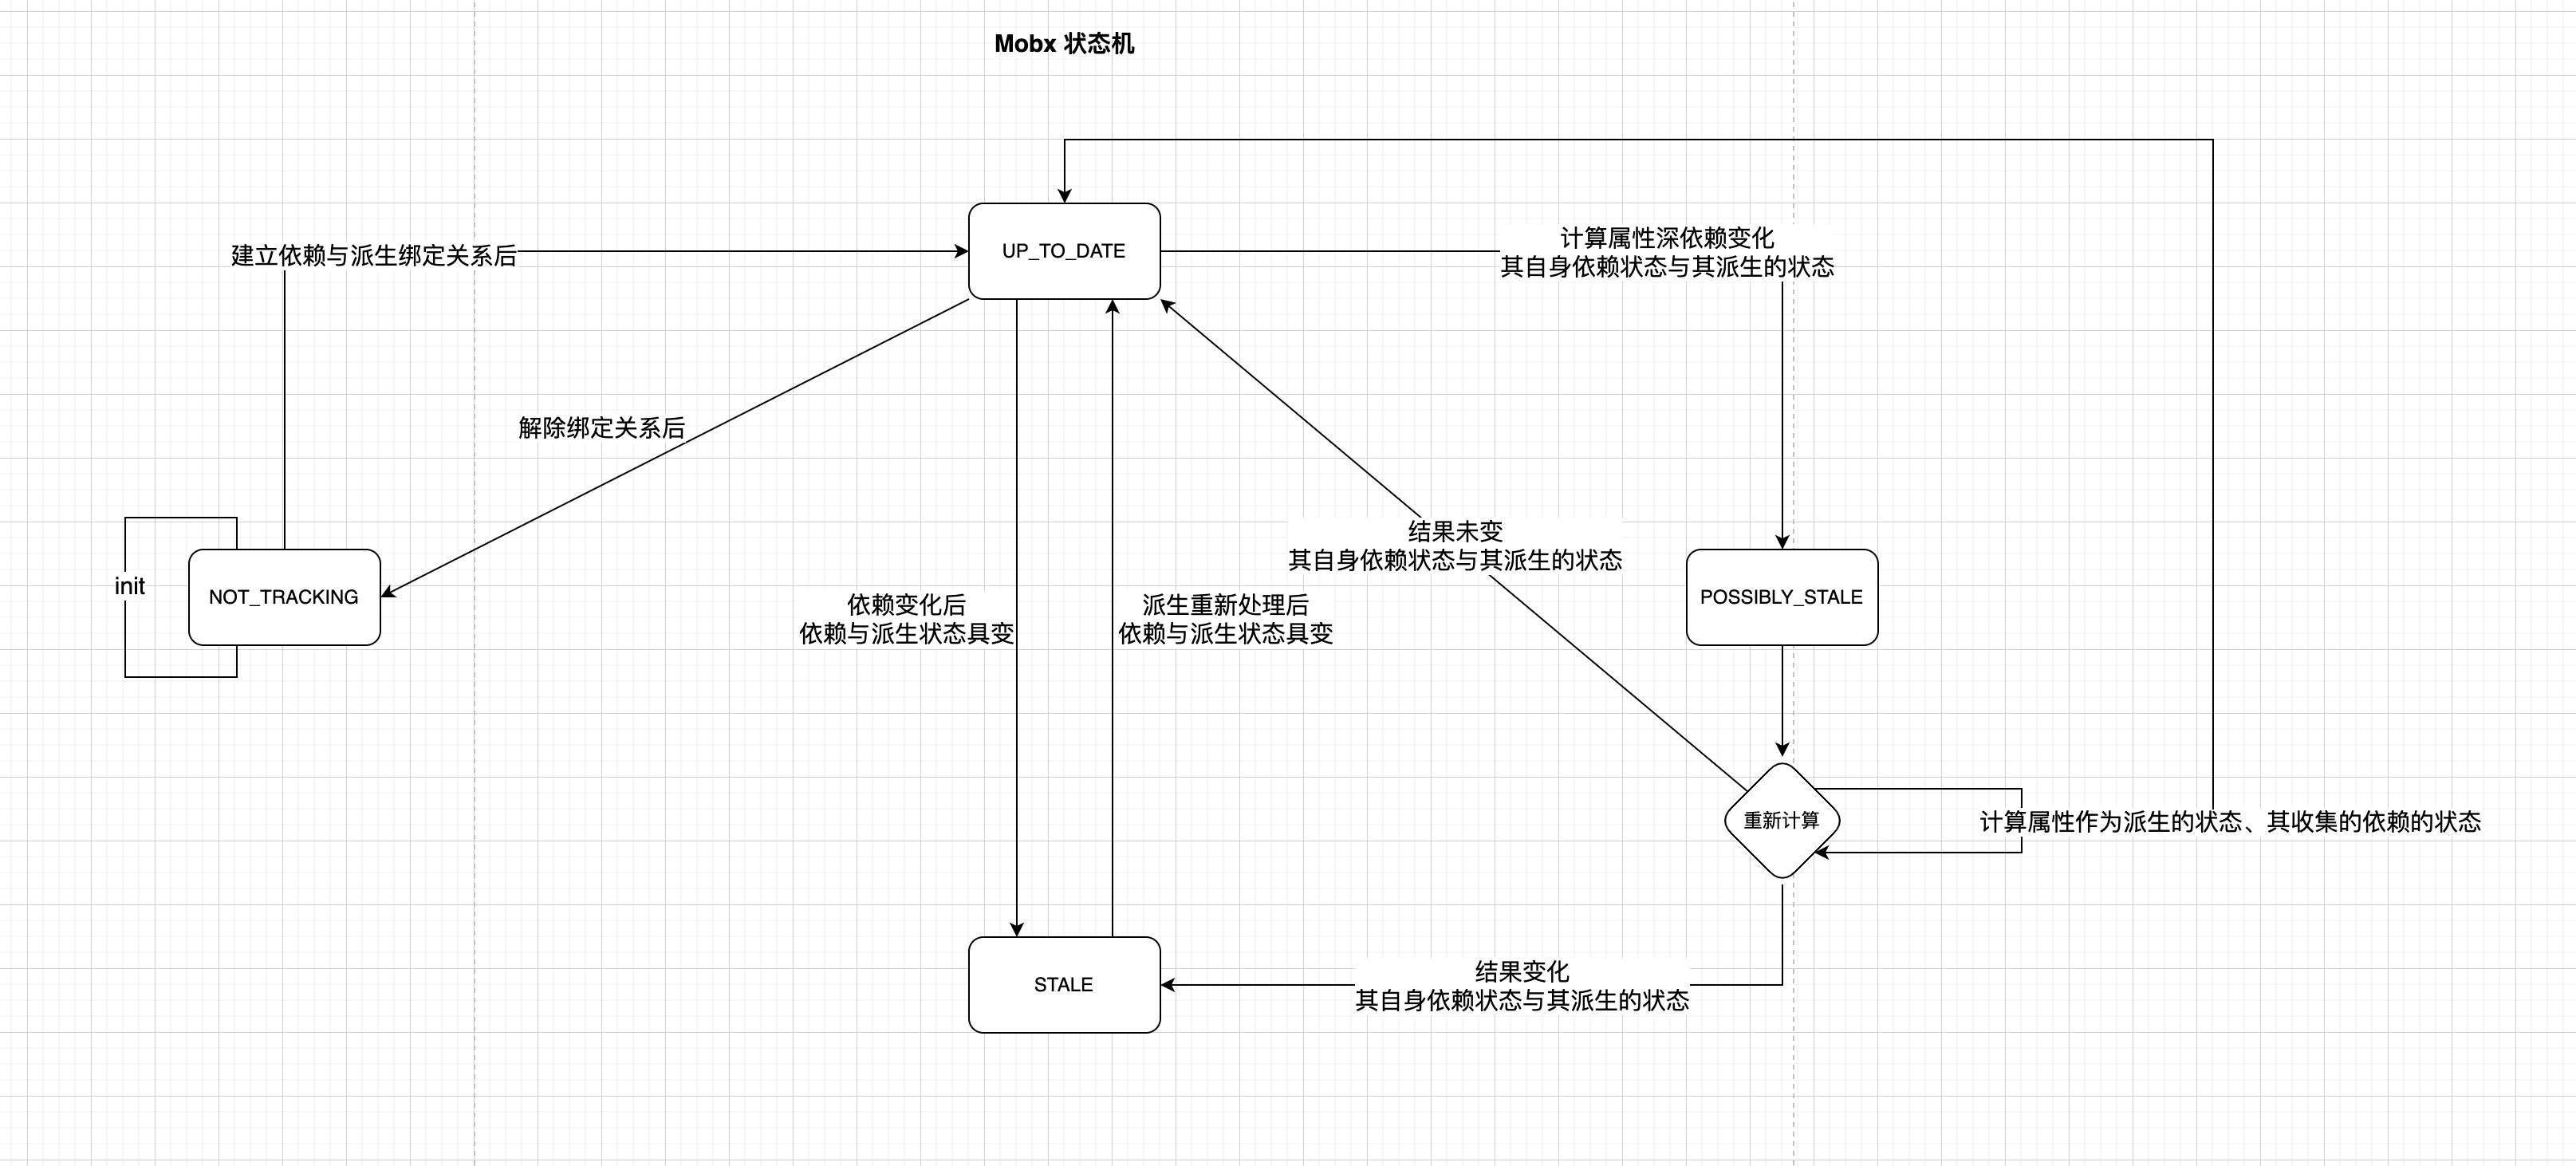 Mobx 状态机
建立依赖与派生绑定关系后
UP_TO_DATE
计算属性深依赖变化
其自身依赖状态与其派生的状态
解除绑定关系后
结果未变
其自身依赖状态与其派生的状态
init
NOT_TRACKING
依赖变化后
依赖与派生状态具变
派生重新处理后
依赖与派生状态具变
POSSIBLY_STALE
重新计算
计算属性作为派生的状态、其收集的依赖的状态
STALE
结果变化
其自身依赖状态与其派生的状态